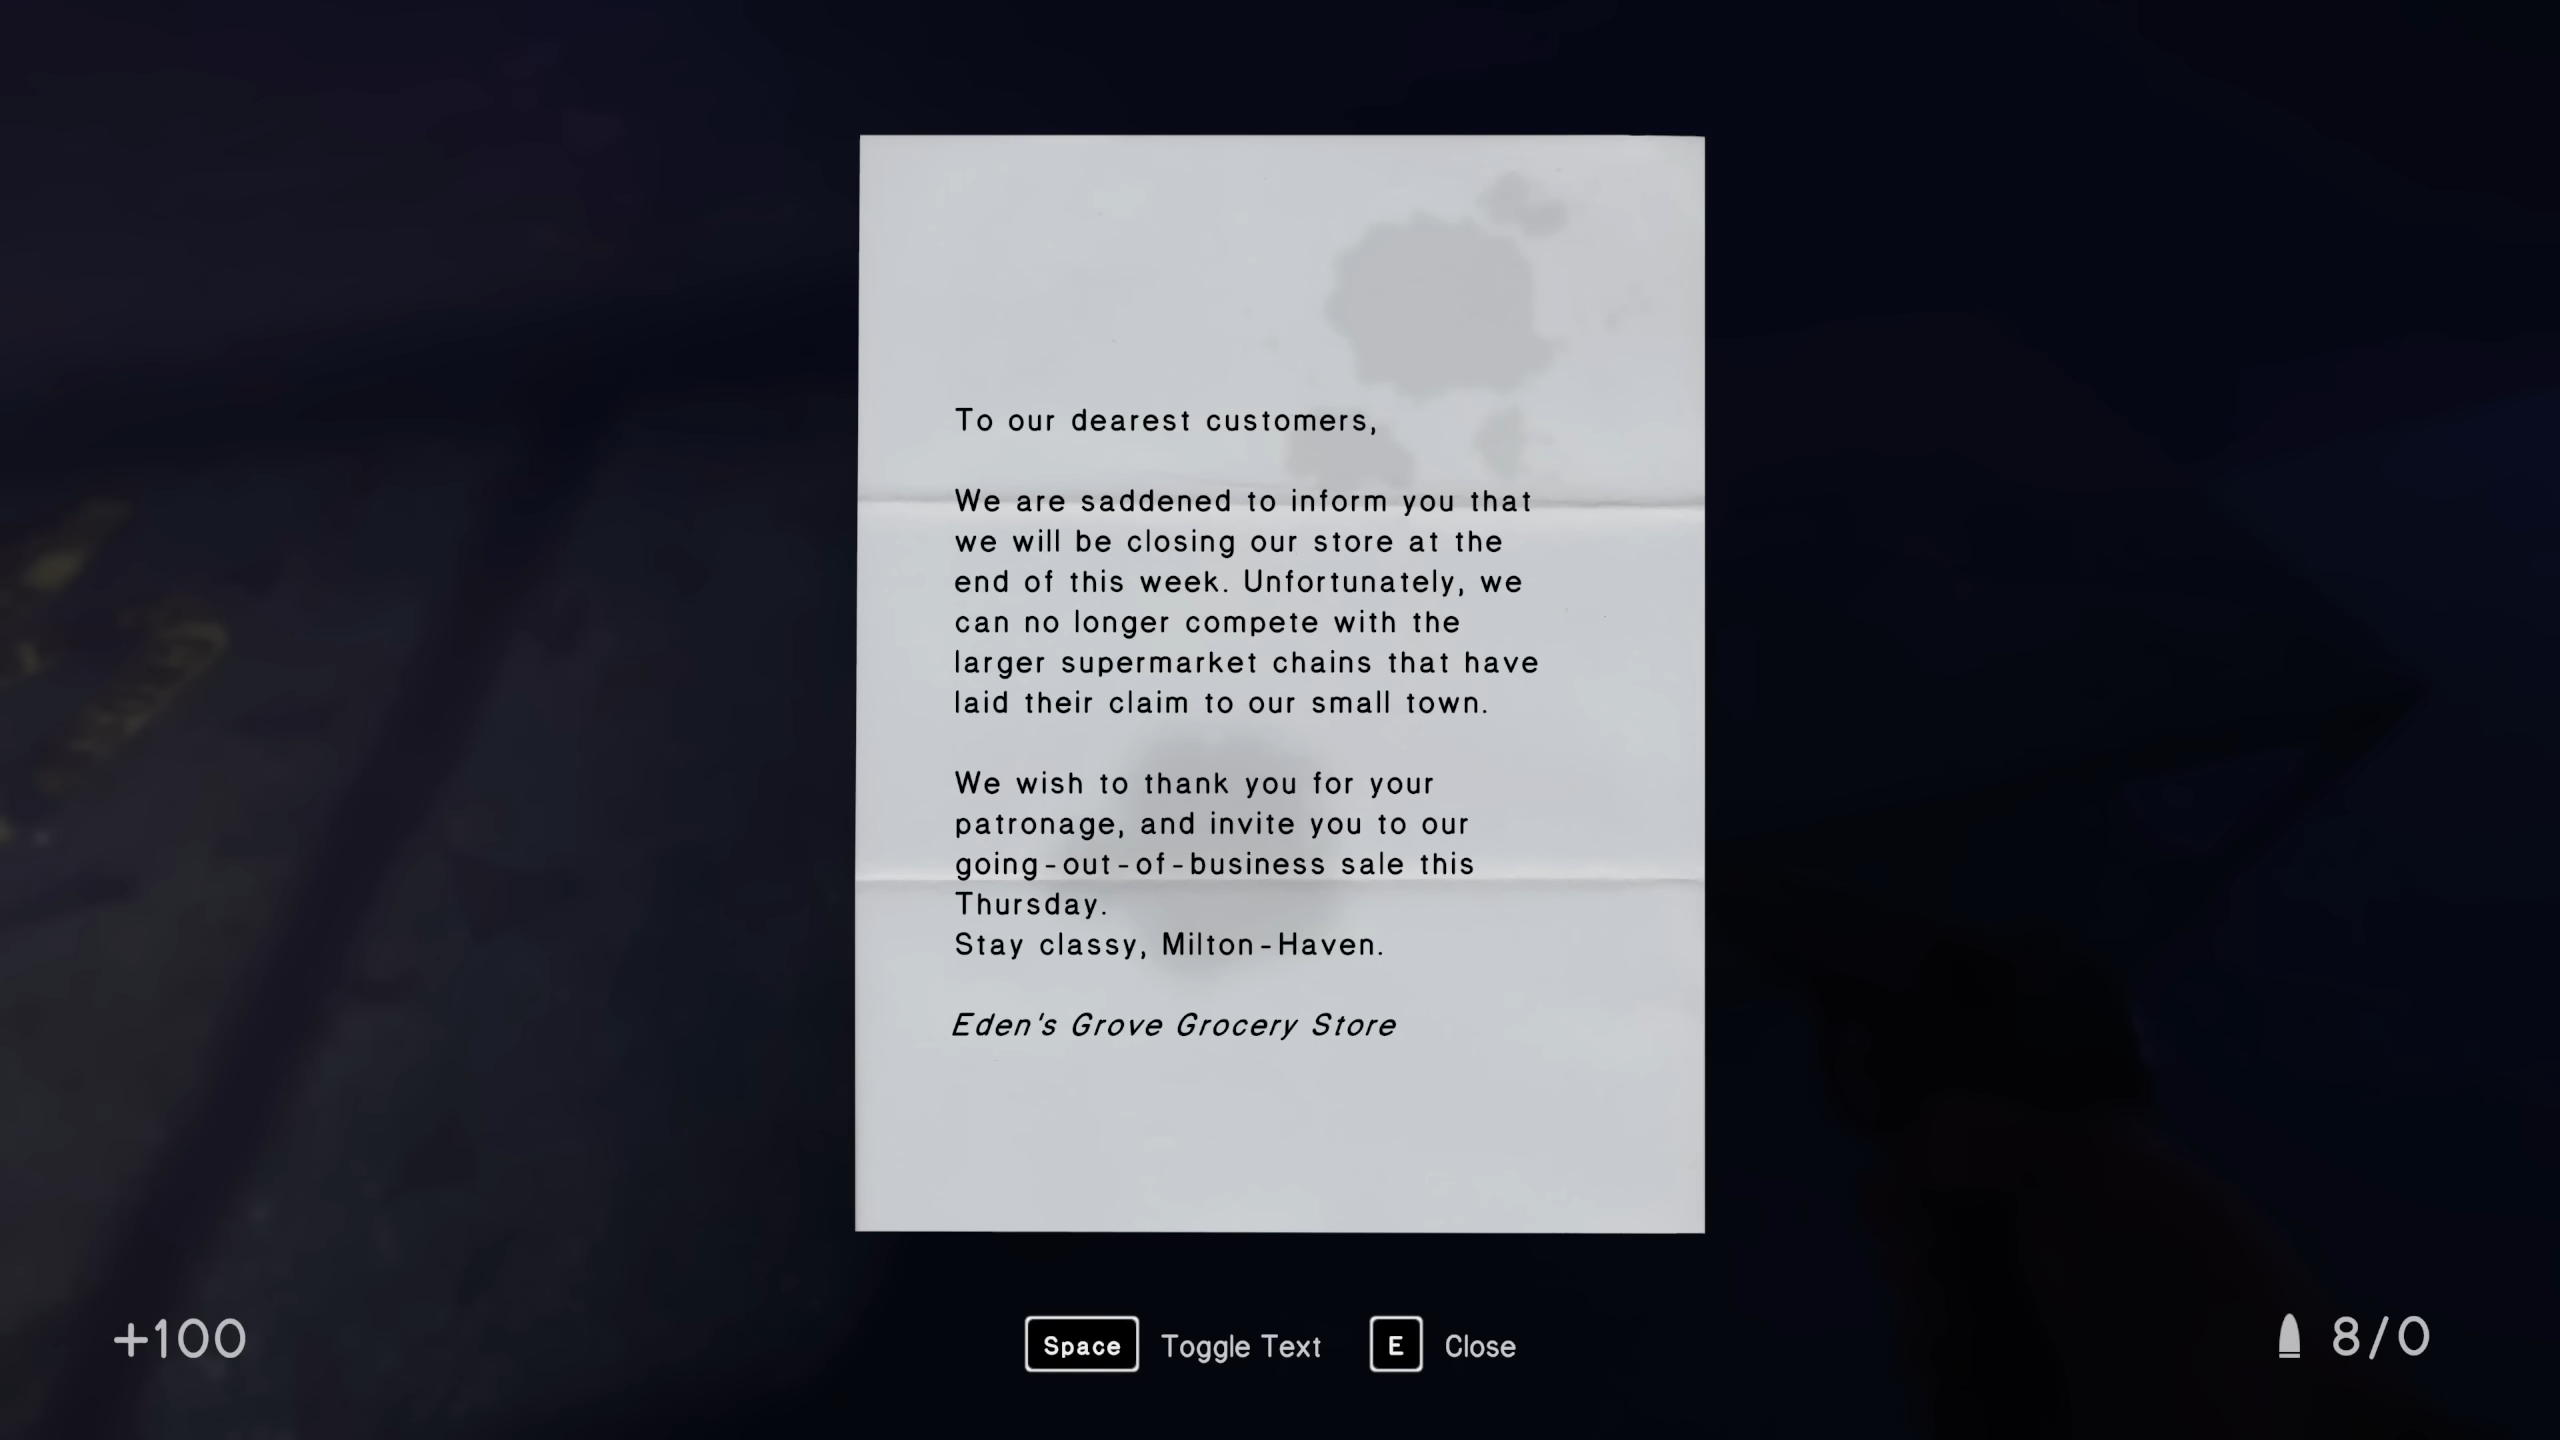 To our dearest customers,
We are saddened to inform you that
we will be closing our store at the
end of this week. Unfortunately, we
can no longer compete with the
larger supermarket chains that have
laid their claim to our small town.
We wish to thank you for your
patronage, and invite you to our
going-out-of-business sale this
Thursday.
Stay classy, Milton-Haven.
Eden's Grove Grocery Store
+100
Space Toggle Text E Close
8/0